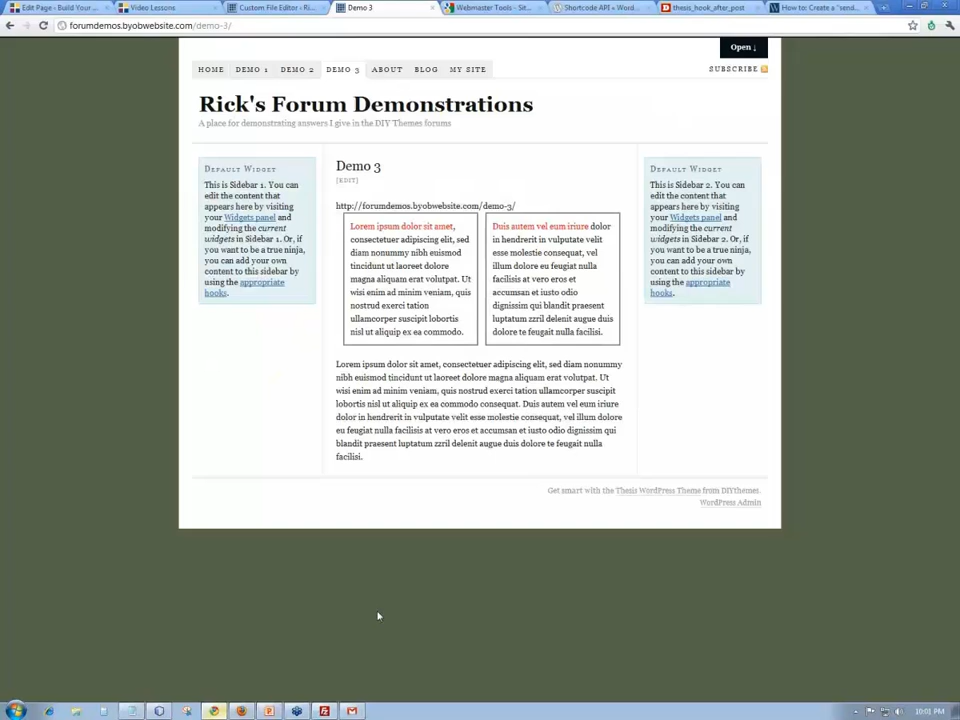 Edit Page - Build Your ...
Video Lessons
Custom File Editor - Ri...
Demo 3
Webmaster Tools - Sit...
Shortcode API « Word...
thesis_hook_after_post
How to: Create a "send...
forumdemos.byobwebsite.com/demo-3/
Open ↓
HOME DEMO 1 DEMO 2 DEMO 3 ABOUT BLOG MY SITE
SUBSCRIBE
Rick's Forum Demonstrations
A place for demonstrating answers I give in the DIY Themes forums
Default Widget
This is Sidebar 1. You can
edit the content that
appears here by visiting
your Widgets panel and
modifying the current
widgets in Sidebar 1. Or, if
you want to be a true ninja,
you can add your own
content to this sidebar by
using the appropriate
hooks.
Demo 3
[EDIT]
http://forumdemos.byobwebsite.com/demo-3/
Lorem ipsum dolor sit amet,
consectetuer adipiscing elit, sed
diam nonummy nibh euismod
tincidunt ut laoreet dolore
magna aliquam erat volutpat. Ut
wisi enim ad minim veniam, quis
nostrud exerci tation
ullamcorper suscipit lobortis
nisl ut aliquip ex ea commodo.
Duis autem vel eum iriure dolor
in hendrerit in vulputate velit
esse molestie consequat, vel
illum dolore eu feugiat nulla
facilisis at vero eros et
accumsan et iusto odio
dignissim qui blandit praesent
luptatum zzril delenit augue duis
dolore te feugait nulla facilisi.
Lorem ipsum dolor sit amet, consectetuer adipiscing elit, sed diam nonummy
nibh euismod tincidunt ut laoreet dolore magna aliquam erat volutpat. Ut
wisi enim ad minim veniam, quis nostrud exerci tation ullamcorper suscipit
lobortis nisl ut aliquip ex ea commodo consequat. Duis autem vel eum iriure
dolor in hendrerit in vulputate velit esse molestie consequat, vel illum dolore
eu feugiat nulla facilisis at vero eros et accumsan et iusto odio dignissim qui
blandit praesent luptatum zzril delenit augue duis dolore te feugait nulla
facilisi.
Default Widget
This is Sidebar 2. You can
edit the content that
appears here by visiting
your Widgets panel and
modifying the current
widgets in Sidebar 2. Or, if
you want to be a true ninja,
you can add your own
content to this sidebar by
using the appropriate
hooks.
Get smart with the Thesis WordPress Theme from DIYthemes.
WordPress Admin
10:01 PM